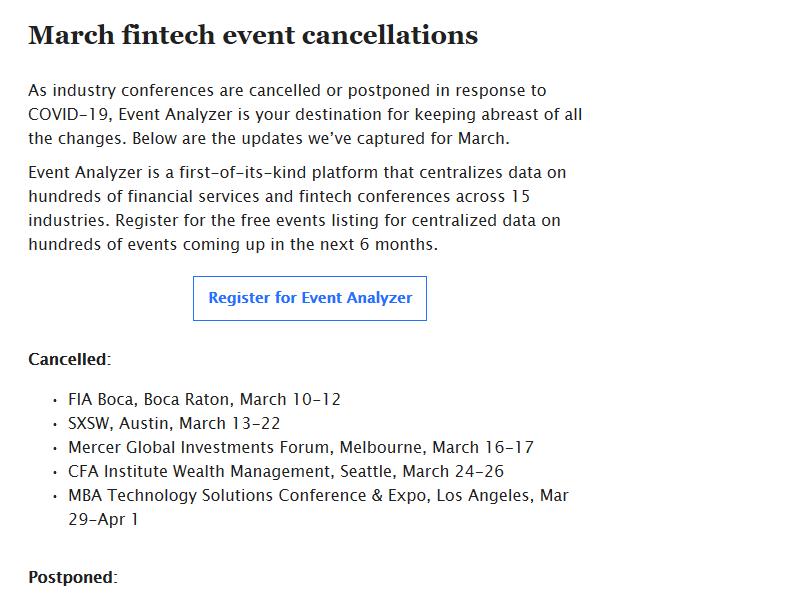 March fintech event cancellations
As industry conferences are cancelled or postponed in response to
COVID-19, Event Analyzer is your destination for keeping abreast of all
the changes. Below are the updates we've captured for March.
Event Analyzer is a first-of-its-kind platform that centralizes data on
hundreds of financial services and fintech conferences across 15
industries. Register for the free events listing for centralized data on
hundreds of events coming up in the next 6 months.
Register for Event Analyzer
Cancelled:
• FIA Boca, Boca Raton, March 10-12
• SXSW, Austin, March 13-22
• Mercer Global Investments Forum, Melbourne, March 16-17
• CFA Institute Wealth Management, Seattle, March 24-26
• MBA Technology Solutions Conference & Expo, Los Angeles, Mar
29-Apr 1
Postponed: